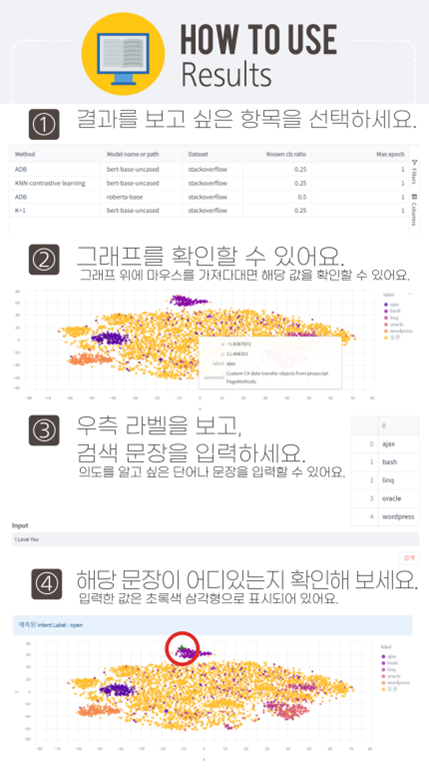 HOW TO USE
Results
① 결과를 보고 싶은 항목을 선택하세요.
Method Model name or path Dataset Known cls ratio Max epoch
ADB bert-base-uncased stackoverflow 0.25 1
KNN-contrastive learning bert-base-uncased stackoverflow 0.25 1
ADB roberta-base stackoverflow 0.5 1
K+1 bert-base-uncased stackoverflow 0.25 1
Filters
Columns
② 그래프를 확인할 수 있어요.
그래프 위에 마우스를 가져다대면 해당 값을 확인할 수 있어요.
label
ajax
bash
linq
oracle
wordpress
오픈
label: ajax
Custom C# data transfer objects from javascript
PageMethods.
③ 우측 라벨을 보고,
검색 문장을 입력하세요.
의도를 알고 싶은 단어나 문장을 입력할 수 있어요.
0
0 ajax
1 bash
2 linq
3 oracle
4 wordpress
Input
I Love You
검색
④ 해당 문장이 어디있는지 확인해 보세요.
입력한 값은 초록색 삼각형으로 표시되어 있어요.
예측된 Intent Label : open
label
ajax
bash
linq
oracle
wordpress
오픈